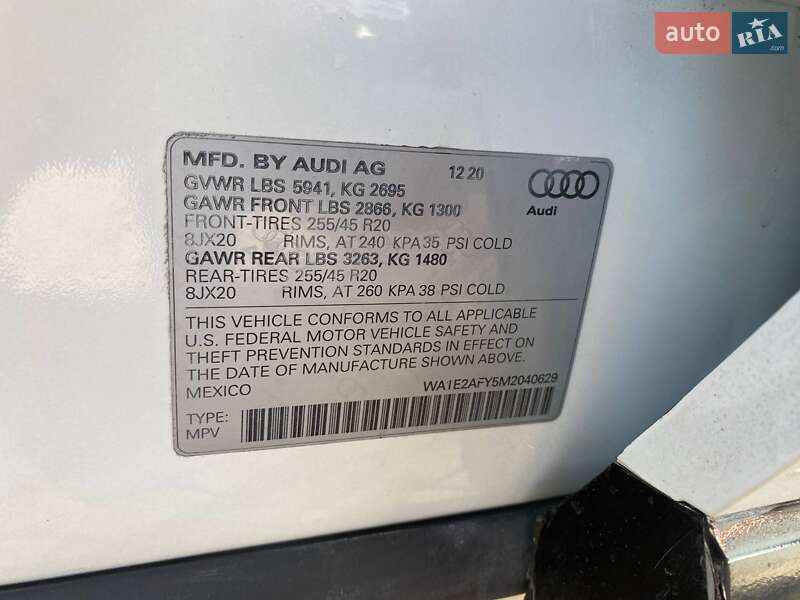 auto RIA .com
MFD. BY AUDI AG 12 20
GVWR LBS 5941, KG 2695
GAWR FRONT LBS 2866, KG 1300
FRONT-TIRES 255/45 R20
8JX20 RIMS, AT 240 KPA 35 PSI COLD
GAWR REAR LBS 3263, KG 1480
REAR-TIRES 255/45 R20
8JX20 RIMS, AT 260 KPA 38 PSI COLD
Audi
THIS VEHICLE CONFORMS TO ALL APPLICABLE
U.S. FEDERAL MOTOR VEHICLE SAFETY AND
THEFT PREVENTION STANDARDS IN EFFECT ON
THE DATE OF MANUFACTURE SHOWN ABOVE.
MEXICO WA1E2AFY5M2040629
TYPE:
MPV